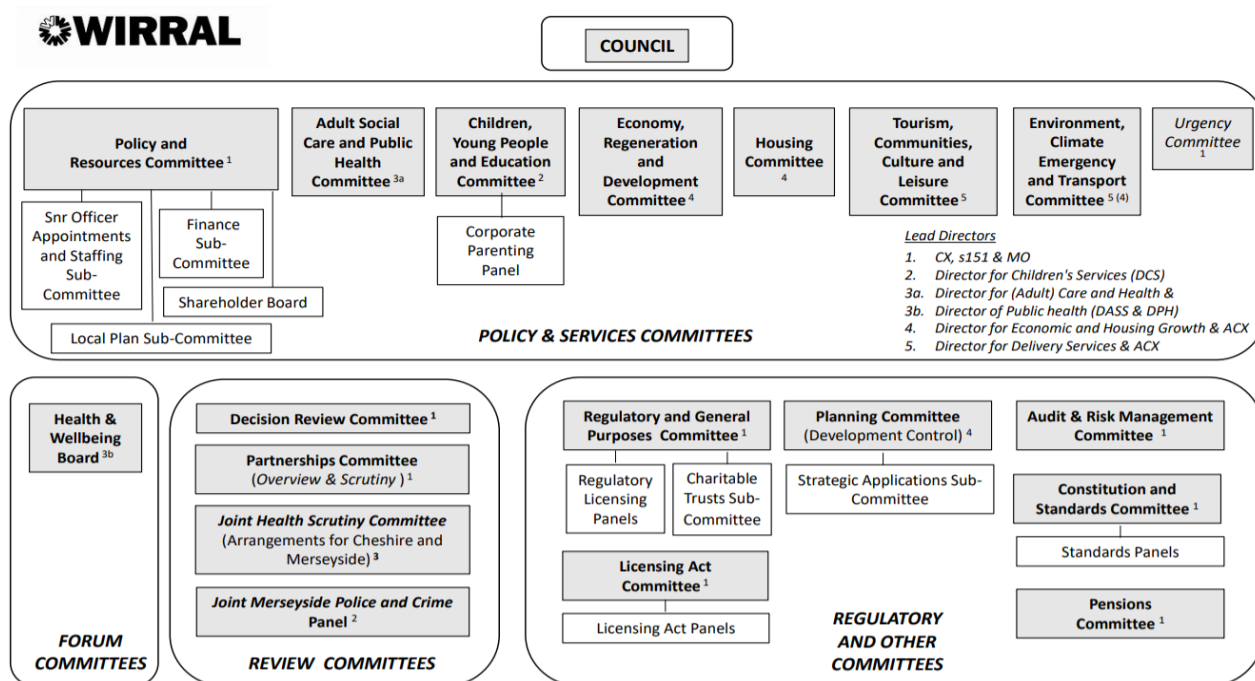 WIRRAL
COUNCIL
Policy and
Resources Committee 1
Adult Social
Care and Public
Health
Committee 3a
Children,
Young People
and Education
Committee 2
Economy,
Regeneration
and
Development
Committee 4
Housing
Committee
4
Tourism,
Communities,
Culture and
Leisure
Committee 5
Environment,
Climate
Emergency
and Transport
Committee 5 (4)
Urgency
Committee
1
Snr Officer
Appointments
and Staffing
Sub-
Committee
Finance
Sub-
Committee
Shareholder Board
Local Plan Sub-Committee
Corporate
Parenting
Panel
Lead Directors
1. CX, s151 & MO
2. Director for Children's Services (DCS)
3a. Director for (Adult) Care and Health &
3b. Director of Public health (DASS & DPH)
4. Director for Economic and Housing Growth & ACX
5. Director for Delivery Services & ACX
POLICY & SERVICES COMMITTEES
Health &
Wellbeing
Board 3b
FORUM
COMMITTEES
Decision Review Committee 1
Partnerships Committee
(Overview & Scrutiny ) 1
Joint Health Scrutiny Committee
(Arrangements for Cheshire and
Merseyside) 3
Joint Merseyside Police and Crime
Panel 2
REVIEW COMMITTEES
Regulatory and General
Purposes Committee 1
Regulatory
Licensing
Panels
Charitable
Trusts Sub-
Committee
Licensing Act
Committee 1
Licensing Act Panels
Planning Committee
(Development Control) 4
Strategic Applications Sub-
Committee
Audit & Risk Management
Committee 1
Constitution and
Standards Committee 1
Standards Panels
Pensions
Committee 1
REGULATORY
AND OTHER
COMMITTEES